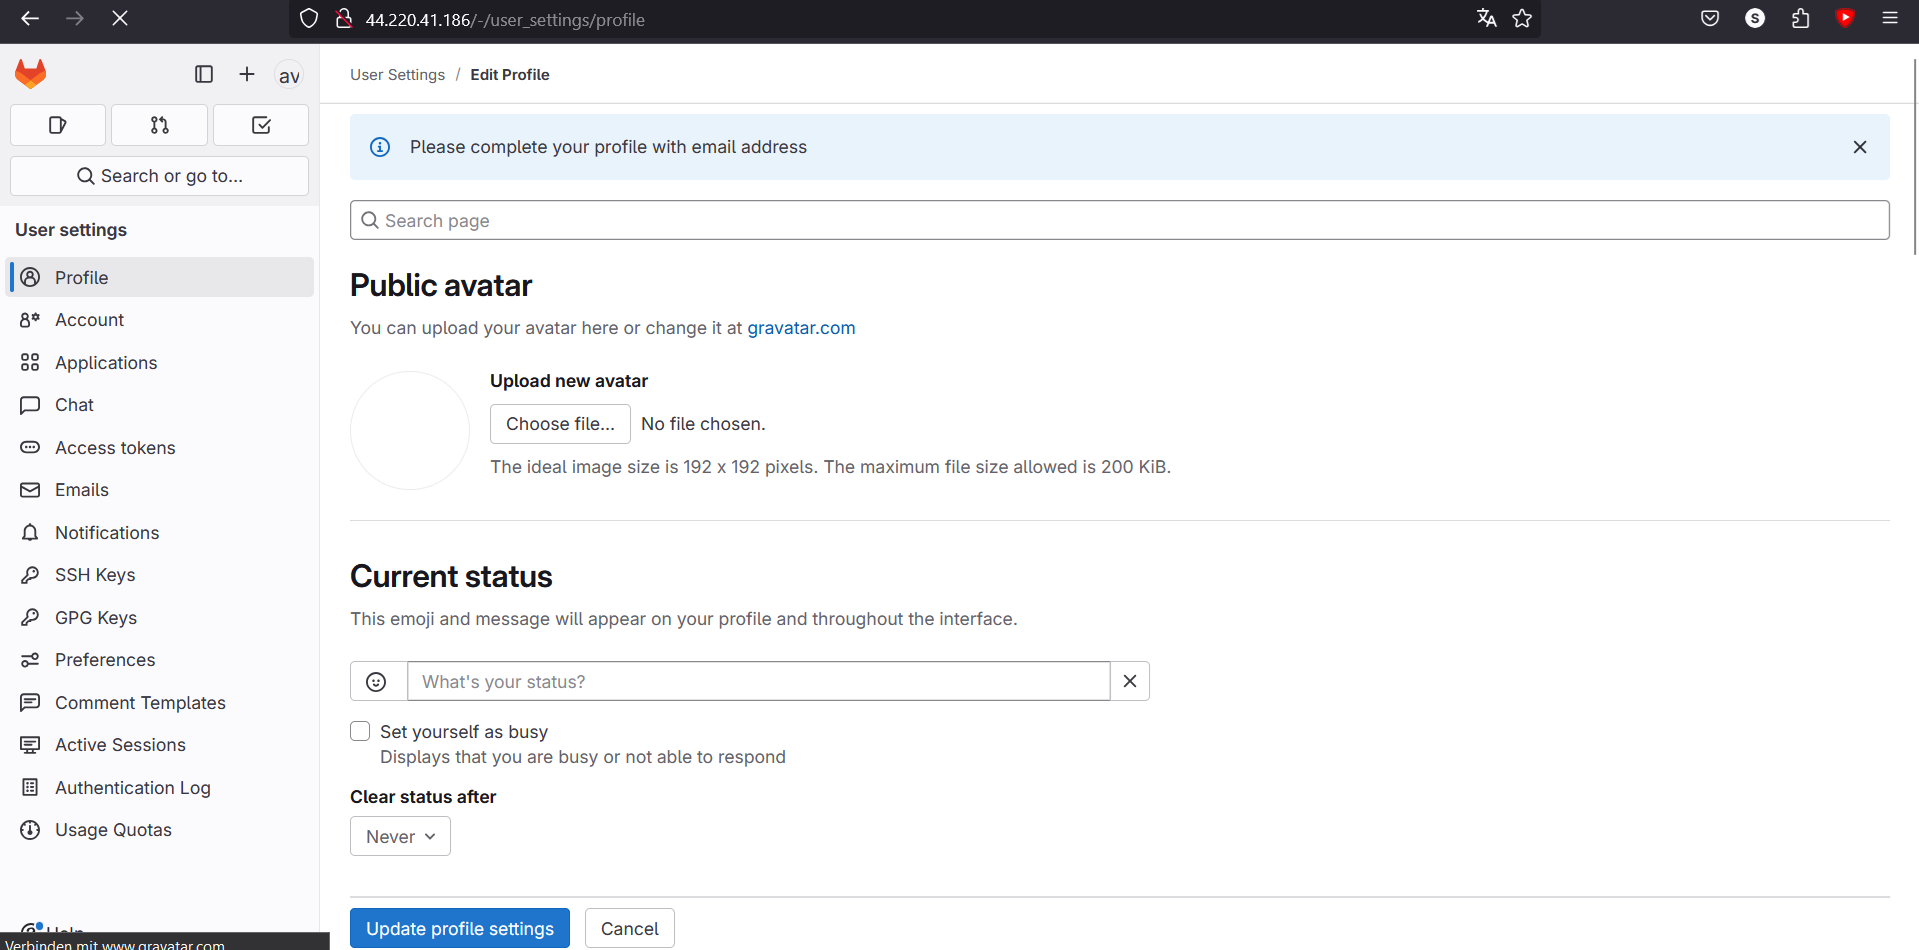 44.220.41.186/-/user_settings/profile
S
av
User Settings / Edit Profile
Search or go to...
Please complete your profile with email address
Search page
User settings
Profile
Account
Applications
Chat
Access tokens
Emails
Notifications
SSH Keys
GPG Keys
Preferences
Comment Templates
Active Sessions
Authentication Log
Usage Quotas
Help
Verbinden mit www.gravatar.com
Public avatar
You can upload your avatar here or change it at gravatar.com
Upload new avatar
Choose file... No file chosen.
The ideal image size is 192 x 192 pixels. The maximum file size allowed is 200 KiB.
Current status
This emoji and message will appear on your profile and throughout the interface.
What's your status?
Set yourself as busy
Displays that you are busy or not able to respond
Clear status after
Never
Update profile settings Cancel